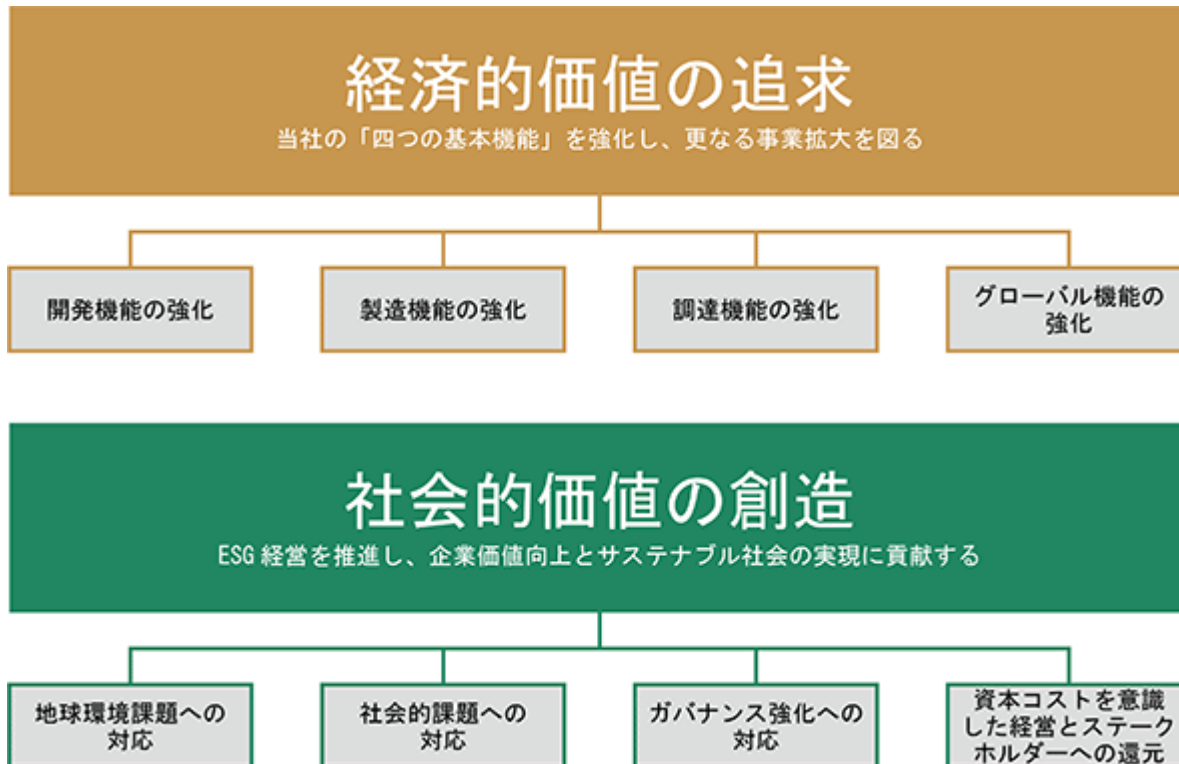 経済的価値の追求
当社の「四つの基本機能」を強化し、更なる事業拡大を図る
開発機能の強化
製造機能の強化
調達機能の強化
グローバル機能の
強化
社会的価値の創造
ESG 経営を推進し、企業価値向上とサステナブル社会の実現に貢献する
地球環境課題への
対応
社会的課題への
対応
ガバナンス強化への
対応
資本コストを意識
した経営とステーク
ホルダーへの還元